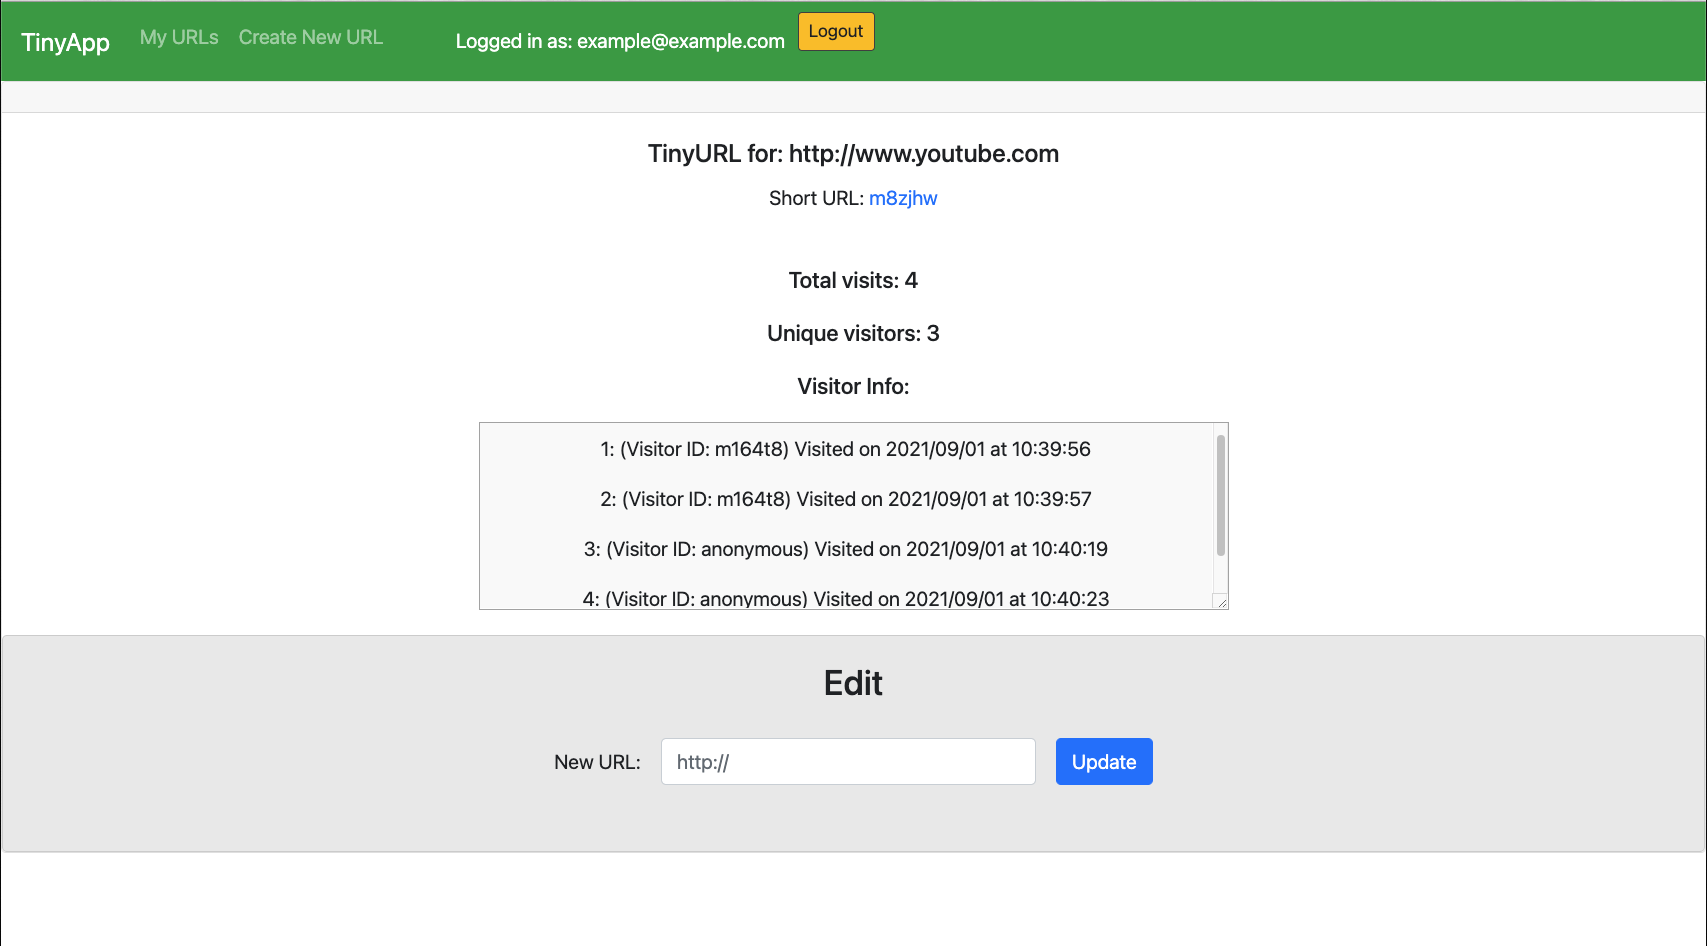 TinyApp My URLs Create New URL Logged in as: example@example.com Logout
TinyURL for: http://www.youtube.com
Short URL: m8zjhw
Total visits: 4
Unique visitors: 3
Visitor Info:
1: (Visitor ID: m164t8) Visited on 2021/09/01 at 10:39:56
2: (Visitor ID: m164t8) Visited on 2021/09/01 at 10:39:57
3: (Visitor ID: anonymous) Visited on 2021/09/01 at 10:40:19
4: (Visitor ID: anonymous) Visited on 2021/09/01 at 10:40:23
Edit
New URL: http:// Update